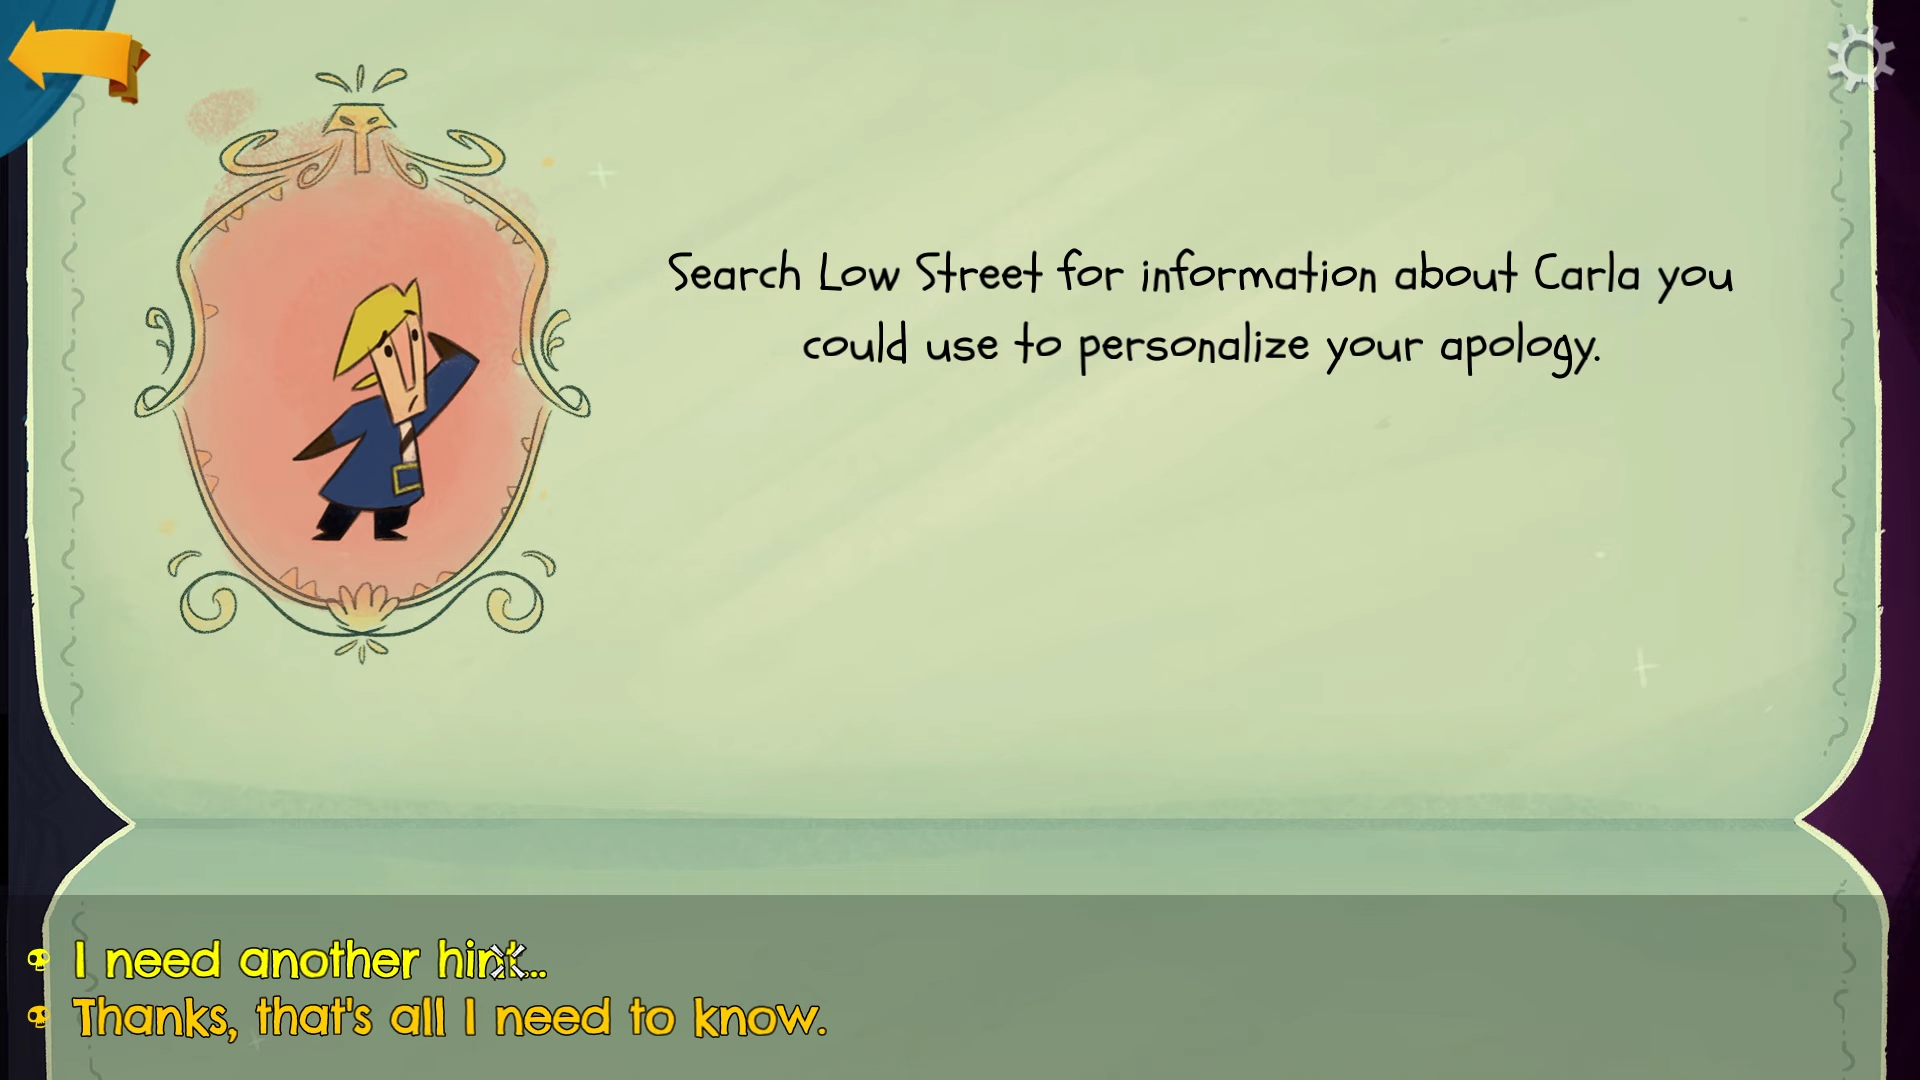 Search Low Street for information about Carla you
could use to personalize your apology.
I need another hint...
Thanks, that's all I need to know.